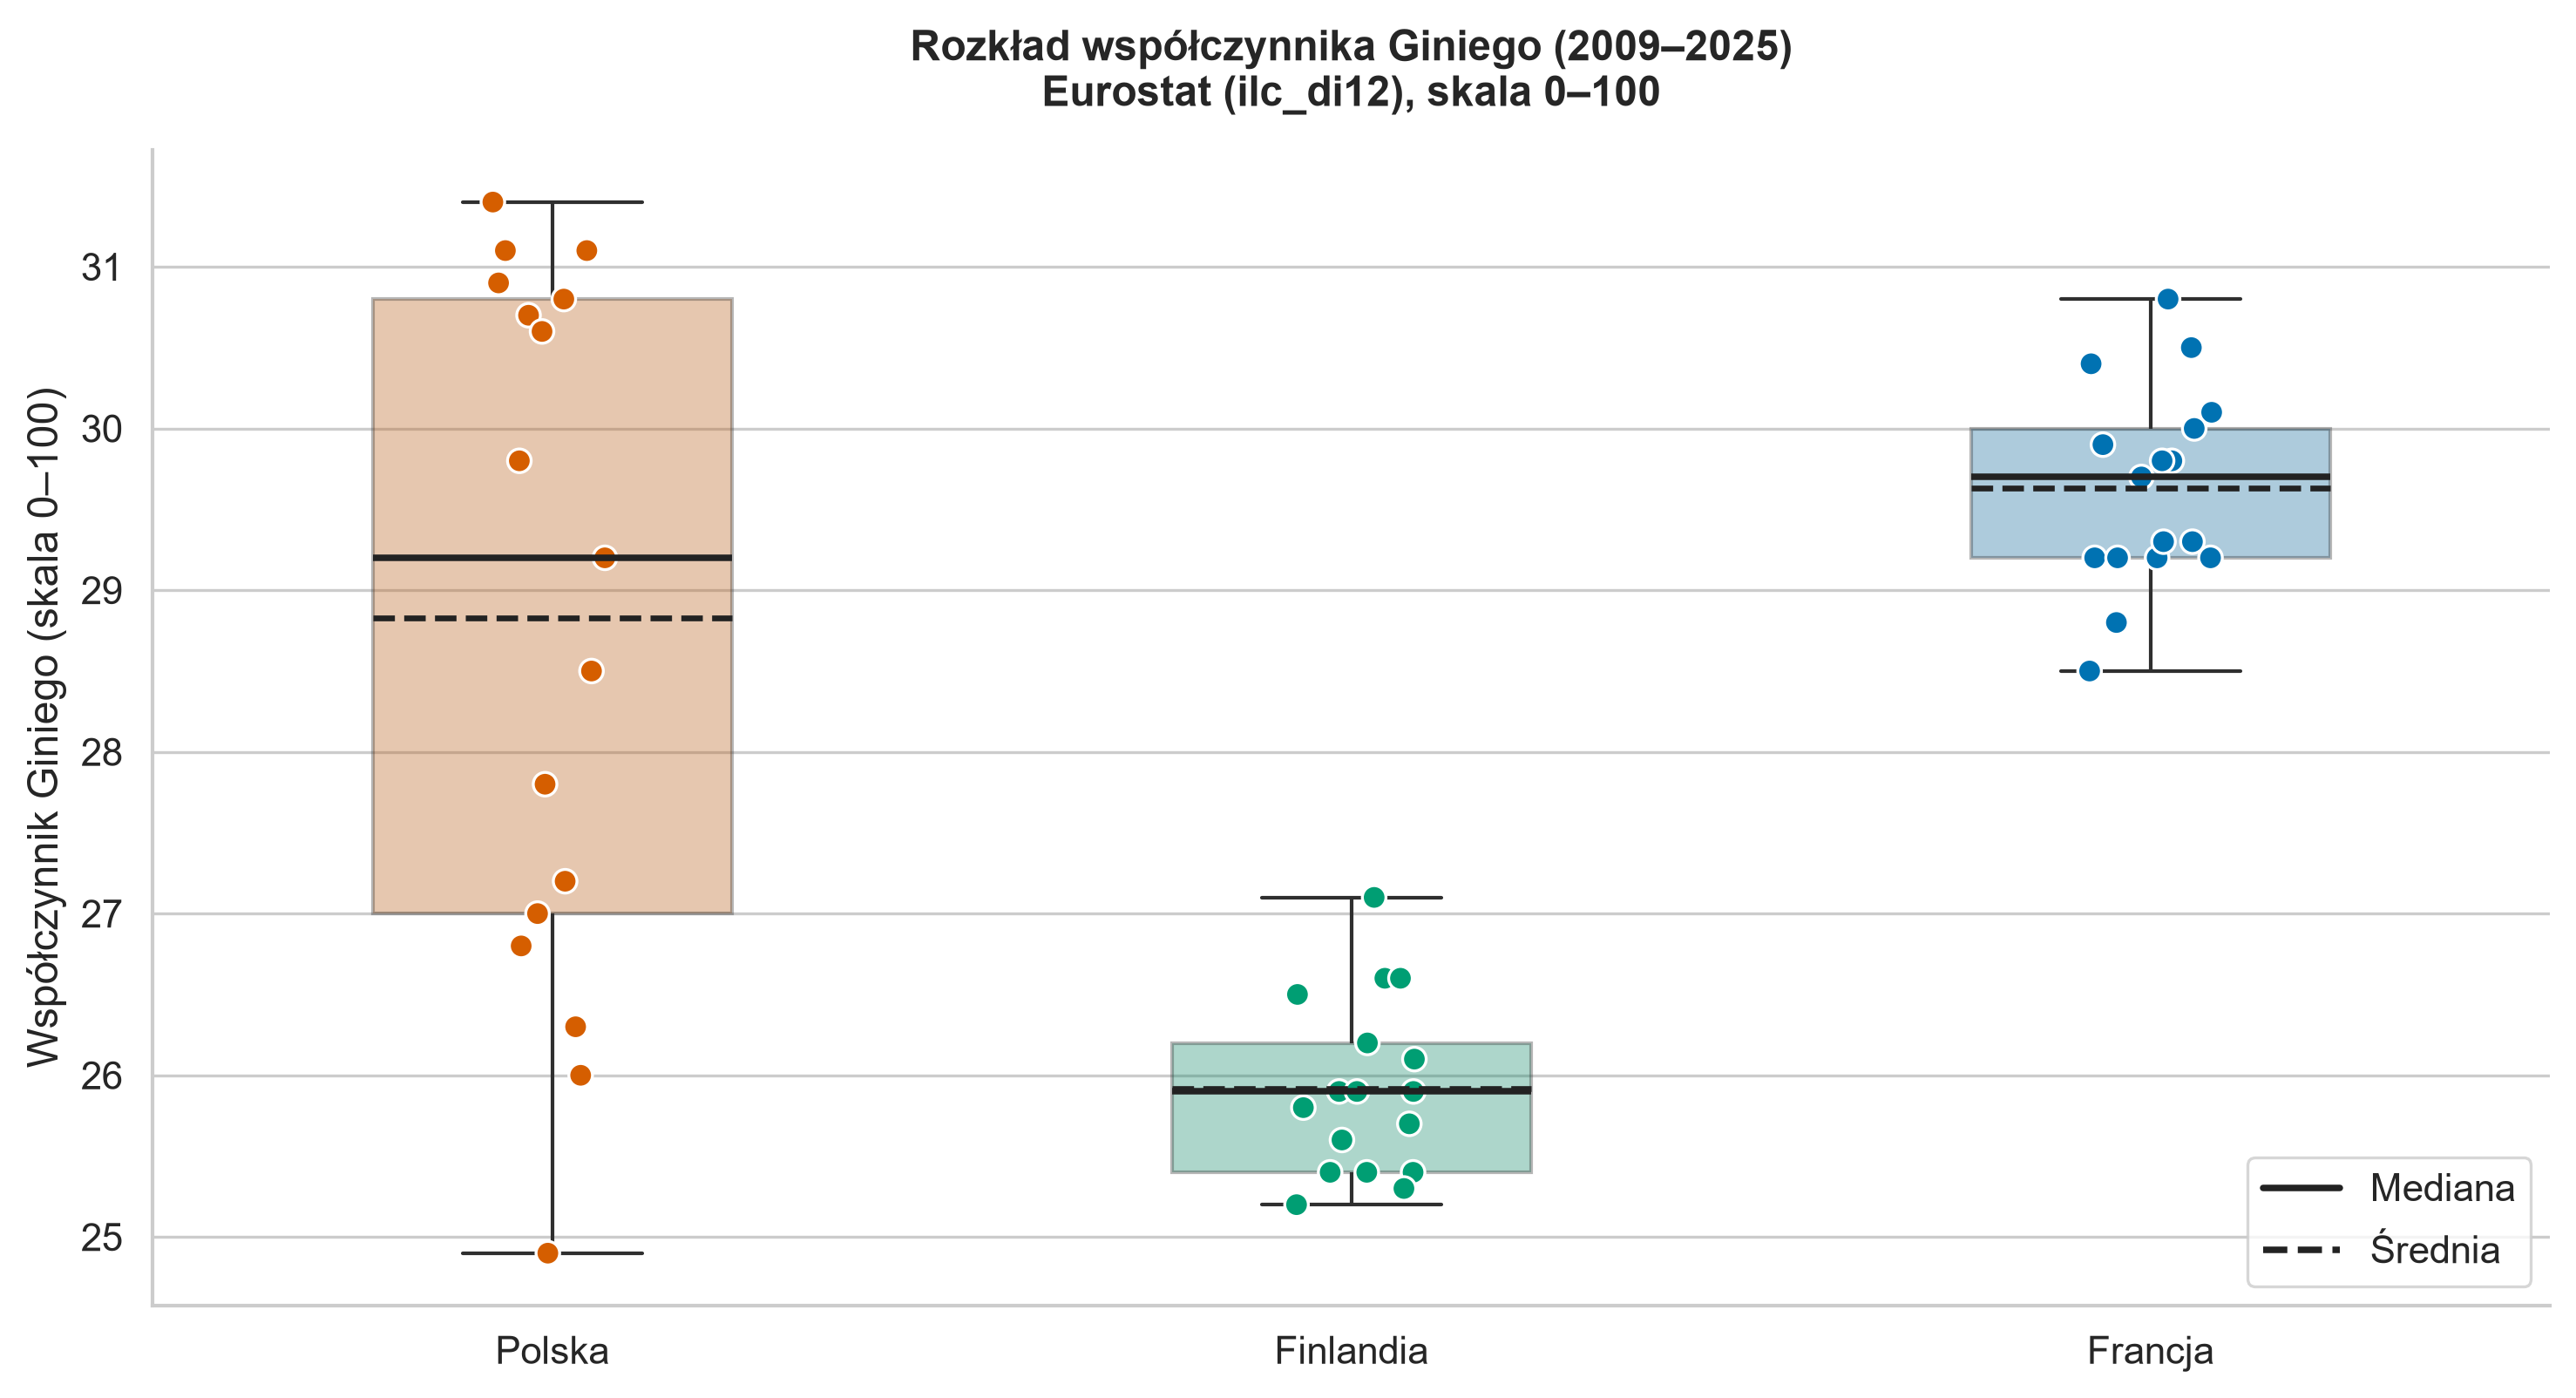 Rozkład współczynnika Giniego (2009–2025)
Eurostat (ilc_di12), skala 0–100
Współczynnik Giniego (skala 0–100)
31
30
29
28
27
26
25
Polska
Finlandia
Francja
Mediana
Średnia